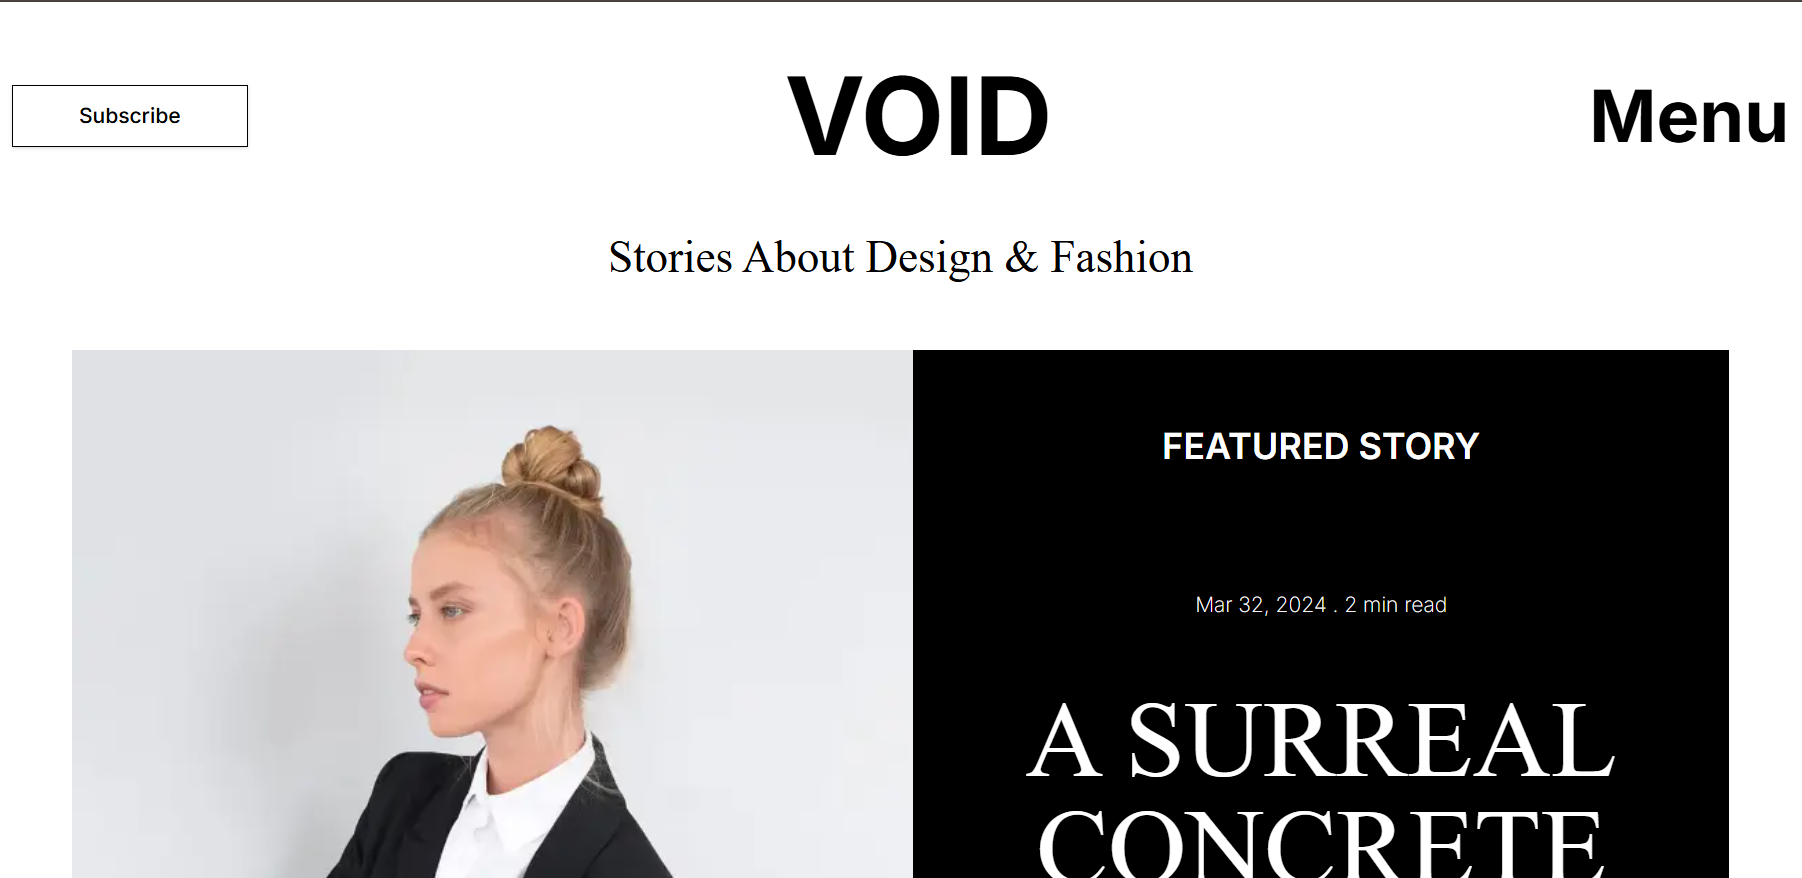 Subscribe
VOID
Menu
Stories About Design & Fashion
FEATURED STORY
Mar 32, 2024 . 2 min read
A SURREAL
CONCRETE